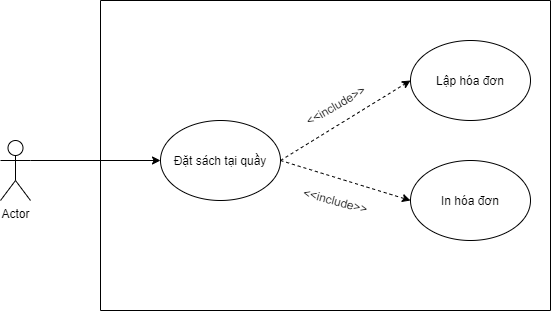 Lập hóa đơn
<<include>>
Đặt sách tại quầy
<<include>>
In hóa đơn
Actor